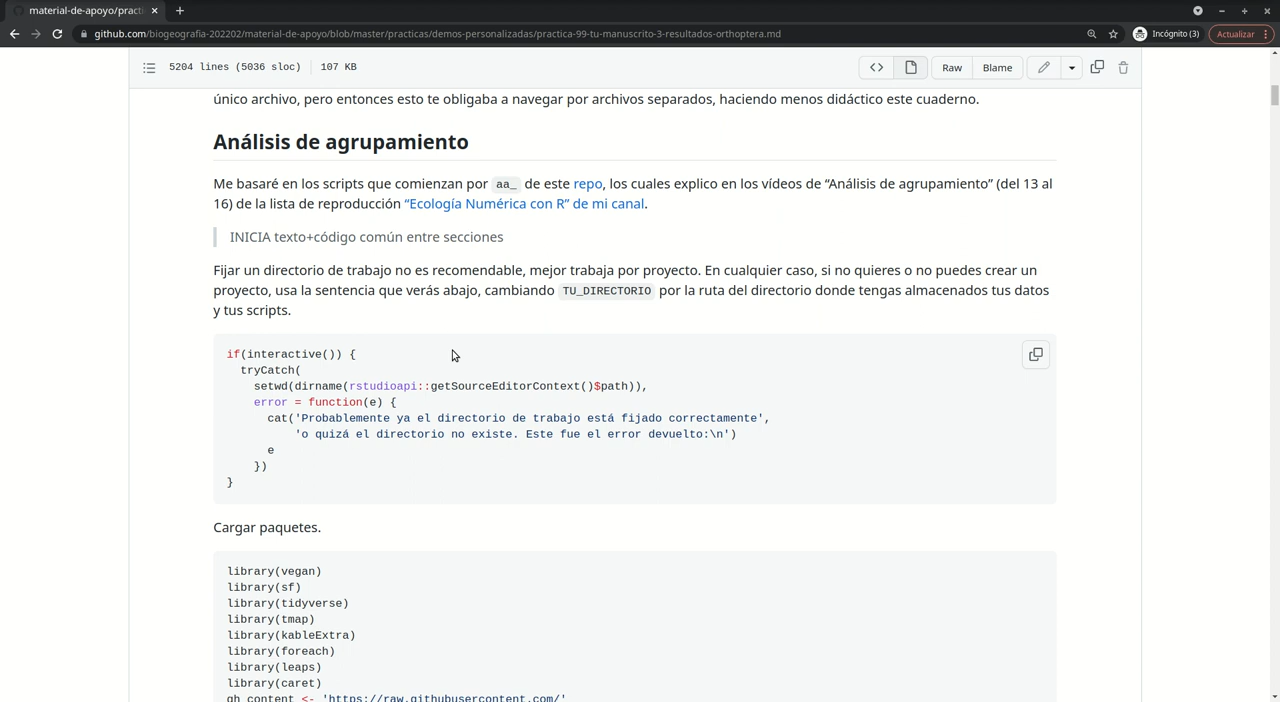 material-de-apoyo/practi
github.com/biogeografia-202202/material-de-apoyo/blob/master/practicas/demos-personalizadas/practica-99-tu-manuscrito-3-resultados-orthoptera.md
Incógnito (3)
Actualizar
5204 lines (5036 sloc)
107 KB
Raw
Blame
único archivo, pero entonces esto te obligaba a navegar por archivos separados, haciendo menos didáctico este cuaderno.
Análisis de agrupamiento
Me basaré en los scripts que comienzan por aa_ de este repo, los cuales explico en los vídeos de “Análisis de agrupamiento” (del 13 al
16) de la lista de reproducción “Ecología Numérica con R” de mi canal.
INICIA texto+código común entre secciones
Fijar un directorio de trabajo no es recomendable, mejor trabaja por proyecto. En cualquier caso, si no quieres o no puedes crear un
proyecto, usa la sentencia que verás abajo, cambiando TU_DIRECTORIO por la ruta del directorio donde tengas almacenados tus datos
y tus scripts.
if(interactive()) {
  tryCatch(
    setwd(dirname(rstudioapi::getSourceEditorContext()$path)),
    error = function(e) {
      cat('Probablemente ya el directorio de trabajo está fijado correctamente',
          'o quizá el directorio no existe. Este fue el error devuelto:\n')
      e
    })
}
Cargar paquetes.
library(vegan)
library(sf)
library(tidyverse)
library(tmap)
library(kableExtra)
library(foreach)
library(leaps)
library(caret)
gh_content <- 'https://raw.githubusercontent.com/'